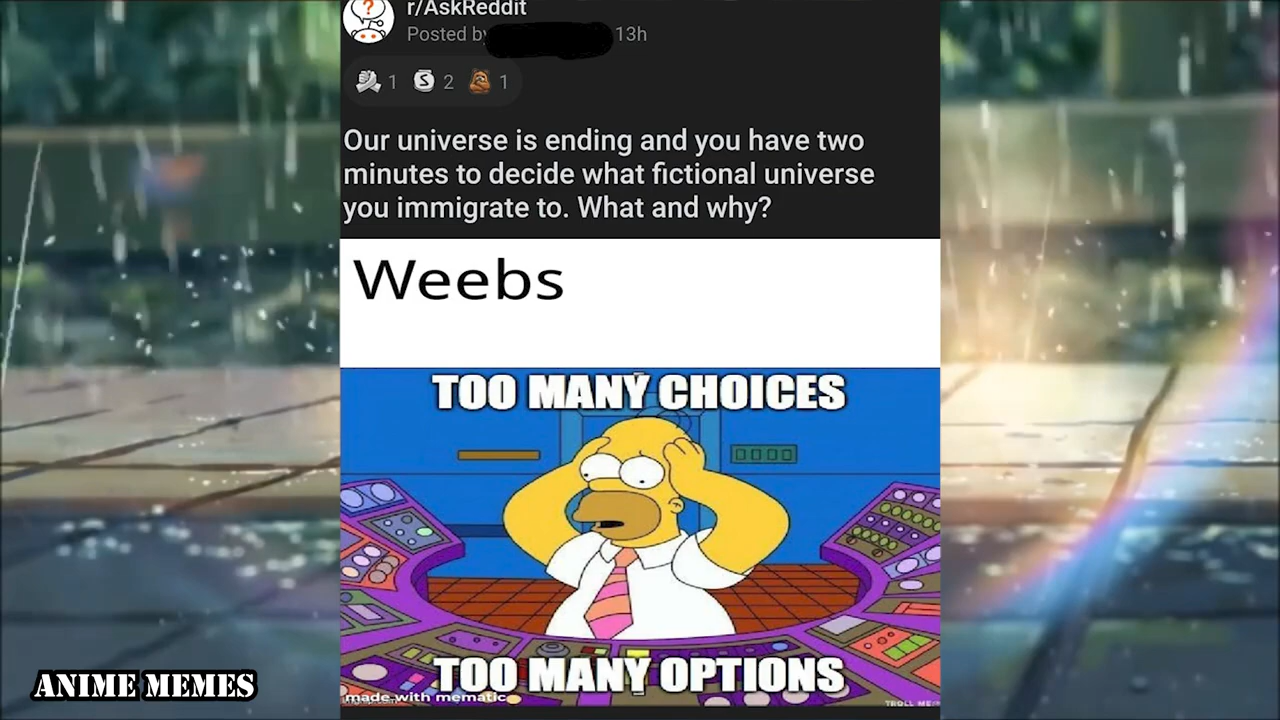 r/AskReddit
Posted by 13h
1 2 1
Our universe is ending and you have two
minutes to decide what fictional universe
you immigrate to. What and why?
Weebs
TOO MANY CHOICES
TOO MANY OPTIONS
made with mematic
TROLL ME
ANIME MEMES